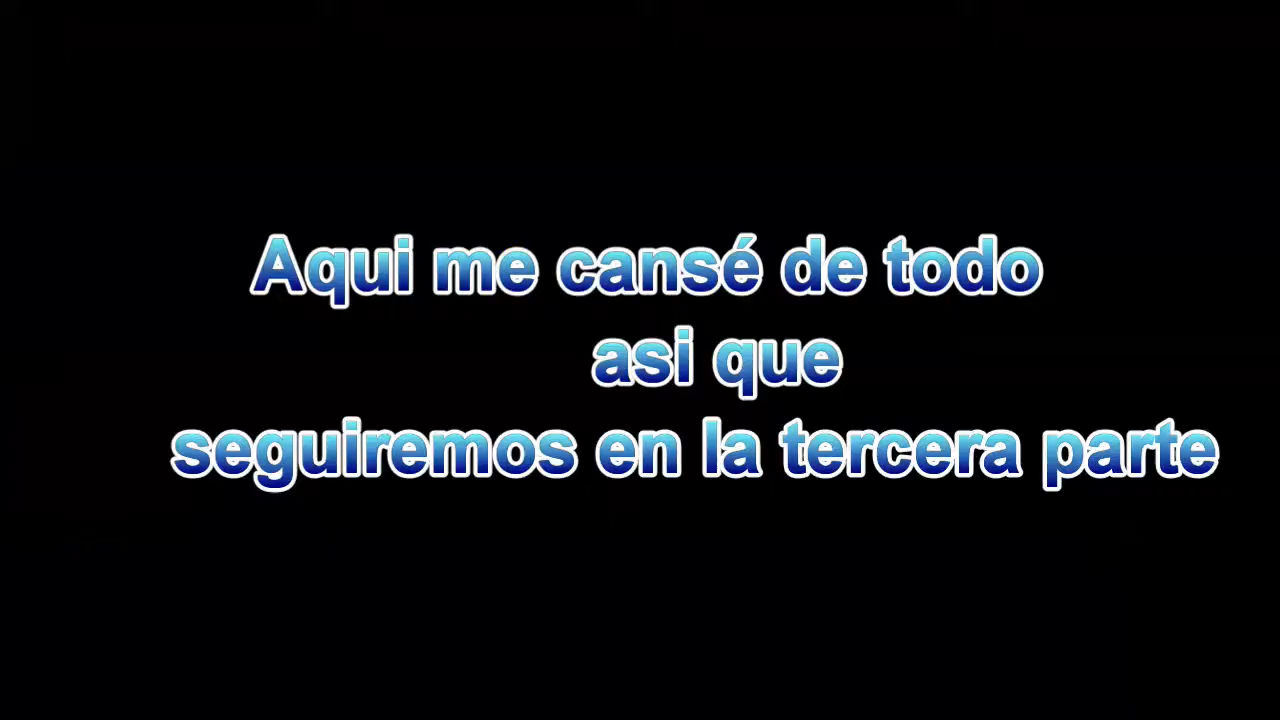 Aqui me cansé de todo
asi que
seguiremos en la tercera parte